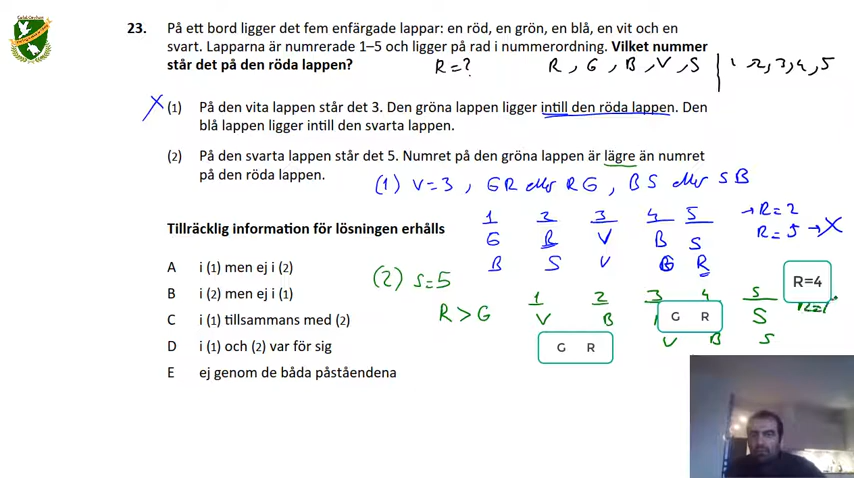 23. På ett bord ligger det fem enfärgade lappar: en röd, en grön, en blå, en vit och en
svart. Lapparna är numrerade 1–5 och ligger på rad i nummerordning. Vilket nummer
står det på den röda lappen?
R=? R, G, B, V, S | 1 2, 3, 4, 5
X (1) På den vita lappen står det 3. Den gröna lappen ligger intill den röda lappen. Den
blå lappen ligger intill den svarta lappen.
(2) På den svarta lappen står det 5. Numret på den gröna lappen är lägre än numret
på den röda lappen.
(1) V=3, GR eller RG, BS eller SB
Tillräcklig information för lösningen erhålls
1 2 3 4 5 → R=2
G R V B S R=5 → X
B S V G R
A i (1) men ej i (2)
B i (2) men ej i (1)
C i (1) tillsammans med (2)
D i (1) och (2) var för sig
E ej genom de båda påståendena
(2) S=5
R > G
1 2 3 4 5
V B G R S
R=4
G R V B S